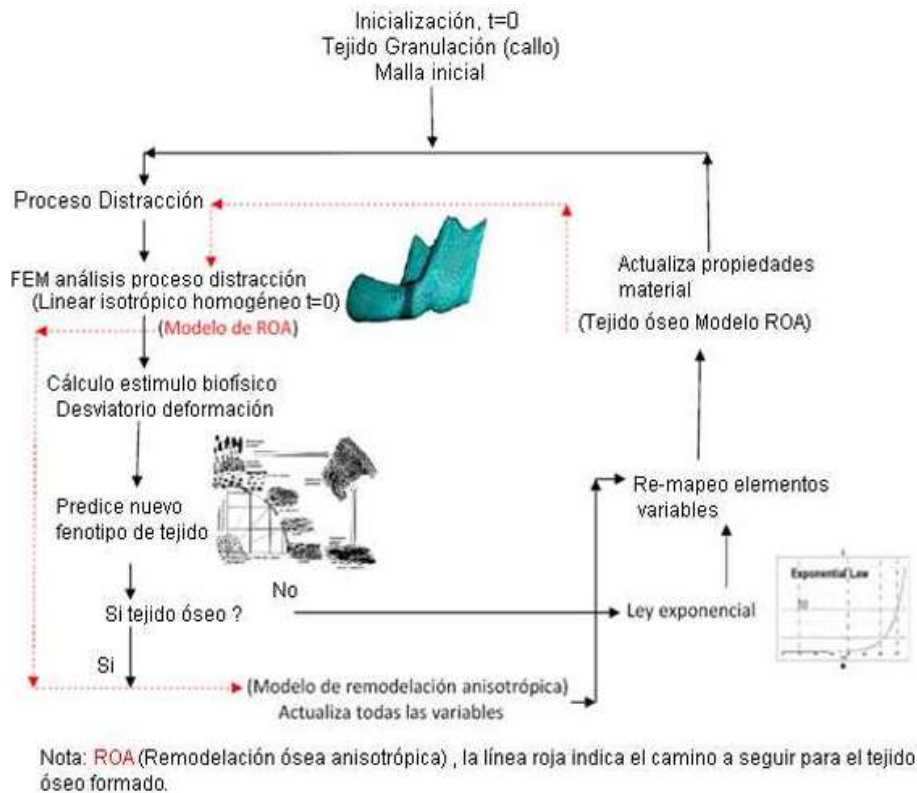 Inicialización, t=0
Tejido Granulación (callo)
Malla inicial
Proceso Distracción
FEM análisis proceso distracción
(Linear isotrópico homogéneo t=0)
(Modelo de ROA)
Cálculo estimulo biofísico
Desviatorio deformación
Predice nuevo
fenotipo de tejido
Si tejido óseo ?
No
Si
(Modelo de remodelación anisotrópica)
Actualiza todas las variables
Ley exponencial
Exponential Law
Re-mapeo elementos
variables
Actualiza propiedades
material
(Tejido óseo Modelo ROA)
Nota: ROA (Remodelación ósea anisotrópica) , la línea roja indica el camino a seguir para el tejido
óseo formado.